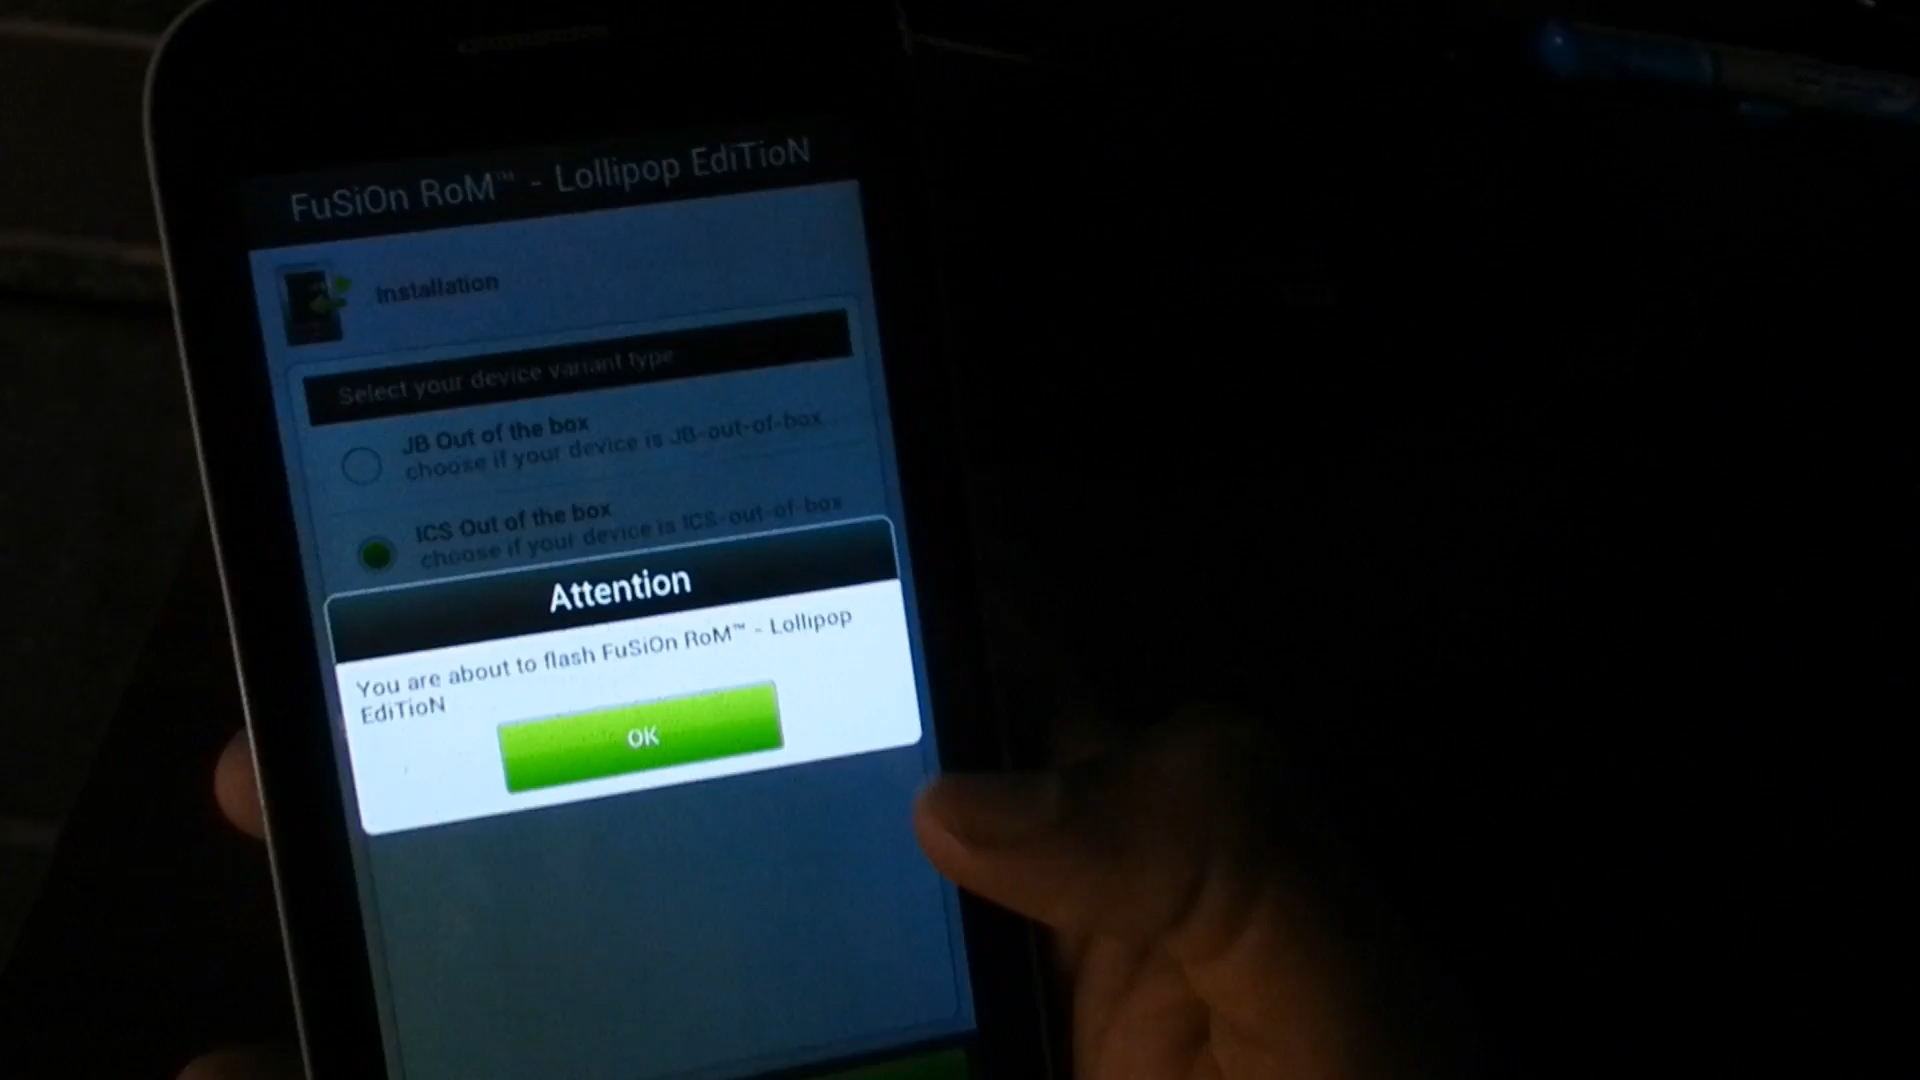 FuSiOn RoM™ - Lollipop EdiTioN
Installation
Select your device variant type
JB Out of the box
choose if your device is JB-out-of-box
ICS Out of the box
choose if your device is ICS-out-of-box
Attention
You are about to flash FuSiOn RoM™ - Lollipop
EdiTioN
OK